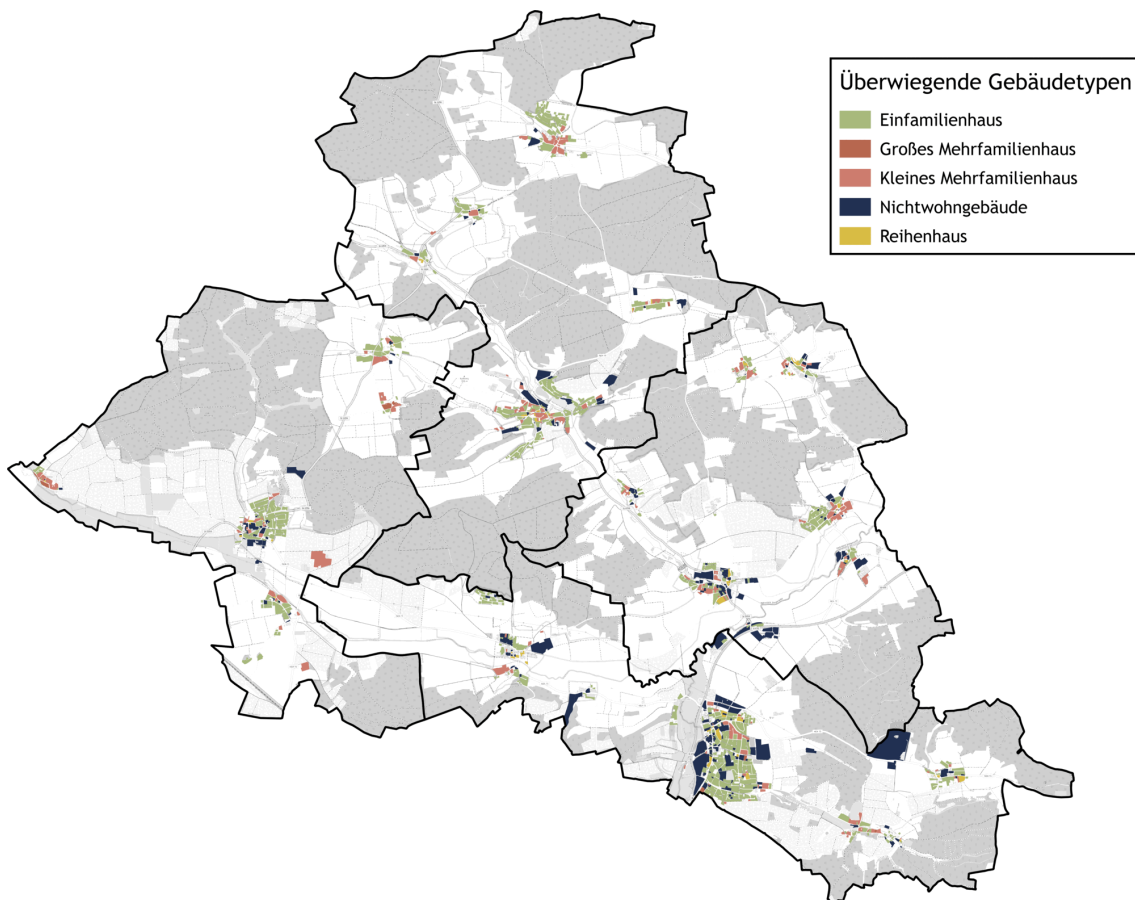 Überwiegende Gebäudetypen
Einfamilienhaus
Großes Mehrfamilienhaus
Kleines Mehrfamilienhaus
Nichtwohngebäude
Reihenhaus